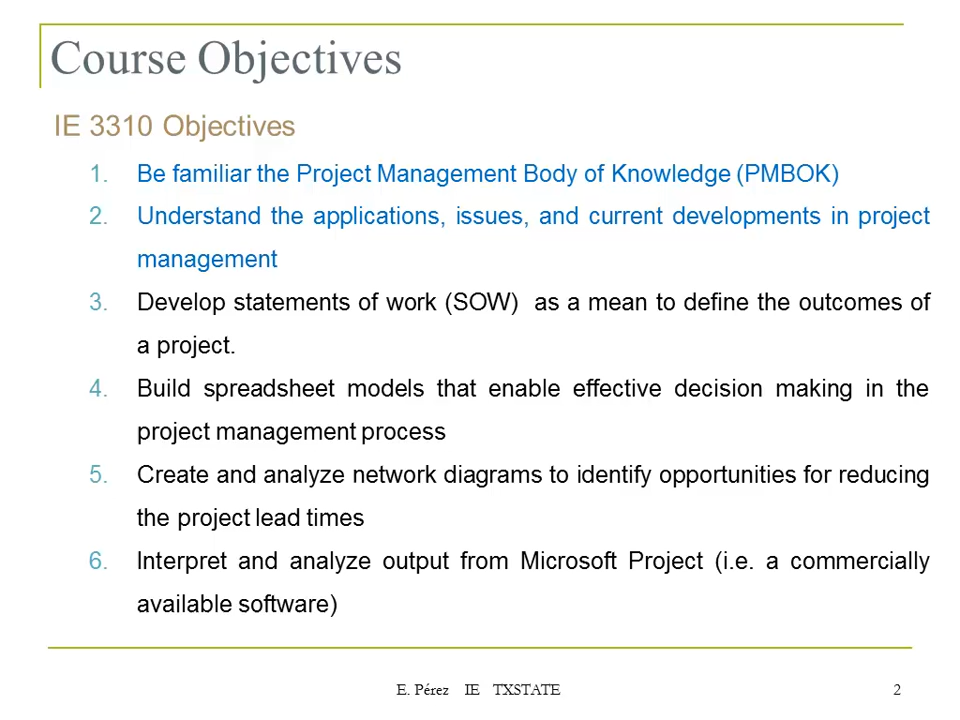 Course Objectives
IE 3310 Objectives
1. Be familiar the Project Management Body of Knowledge (PMBOK)
2. Understand the applications, issues, and current developments in project
management
3. Develop statements of work (SOW)  as a mean to define the outcomes of
a project.
4. Build spreadsheet models that enable effective decision making in the
project management process
5. Create and analyze network diagrams to identify opportunities for reducing
the project lead times
6. Interpret and analyze output from Microsoft Project (i.e. a commercially
available software)
E. Pérez IE TXSTATE 2